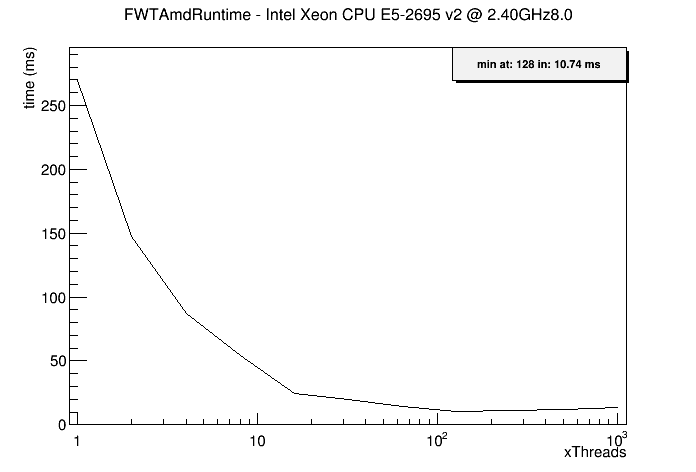 FWTAmdRuntime - Intel Xeon CPU E5-2695 v2 @ 2.40GHz8.0
time (ms)
min at: 128 in: 10.74 ms
250
200
150
100
50
0
1
10
10²
10³
xThreads